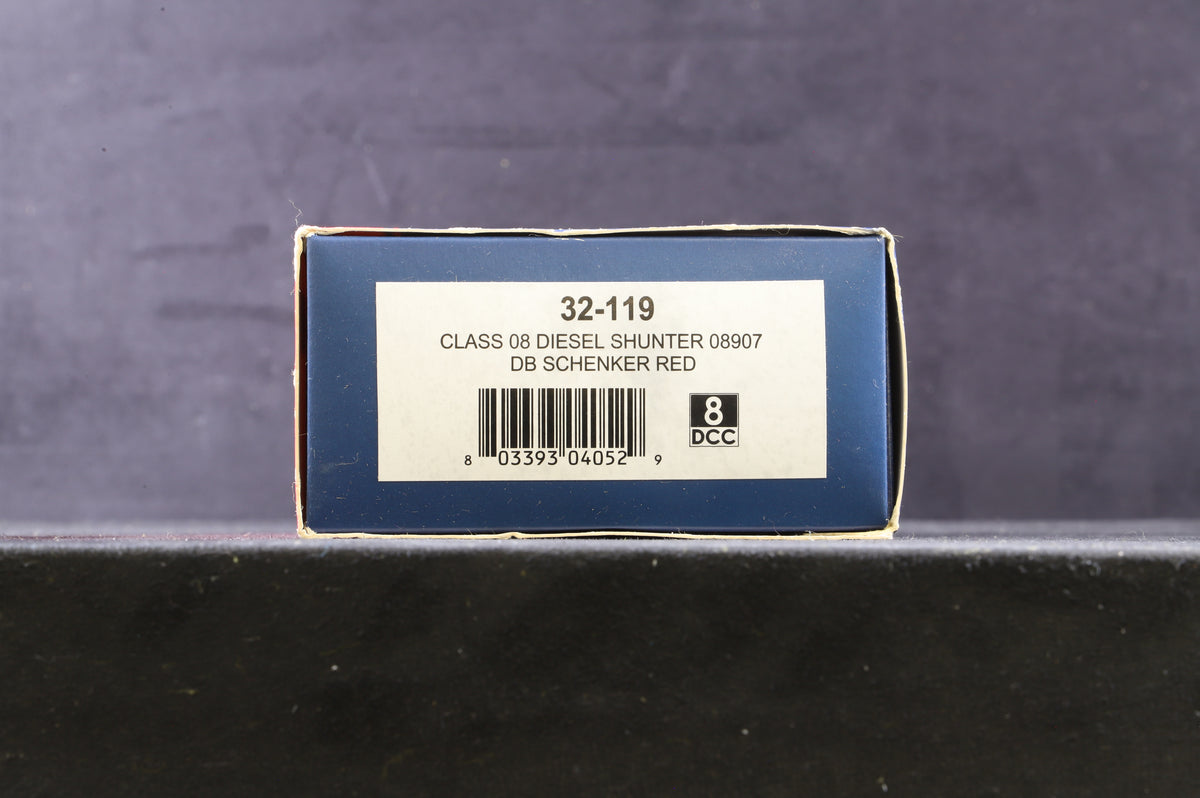 32-119
CLASS 08 DIESEL SHUNTER 08907
DB SCHENKER RED
8 03393 04052 9
8
DCC